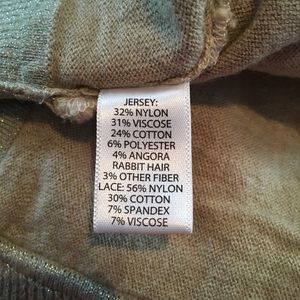 JERSEY:
32% NYLON
31% VISCOSE
24% COTTON
6% POLYESTER
4% ANGORA
RABBIT HAIR
3% OTHER FIBER
LACE: 56% NYLON
30% COTTON
7% SPANDEX
7% VISCOSE